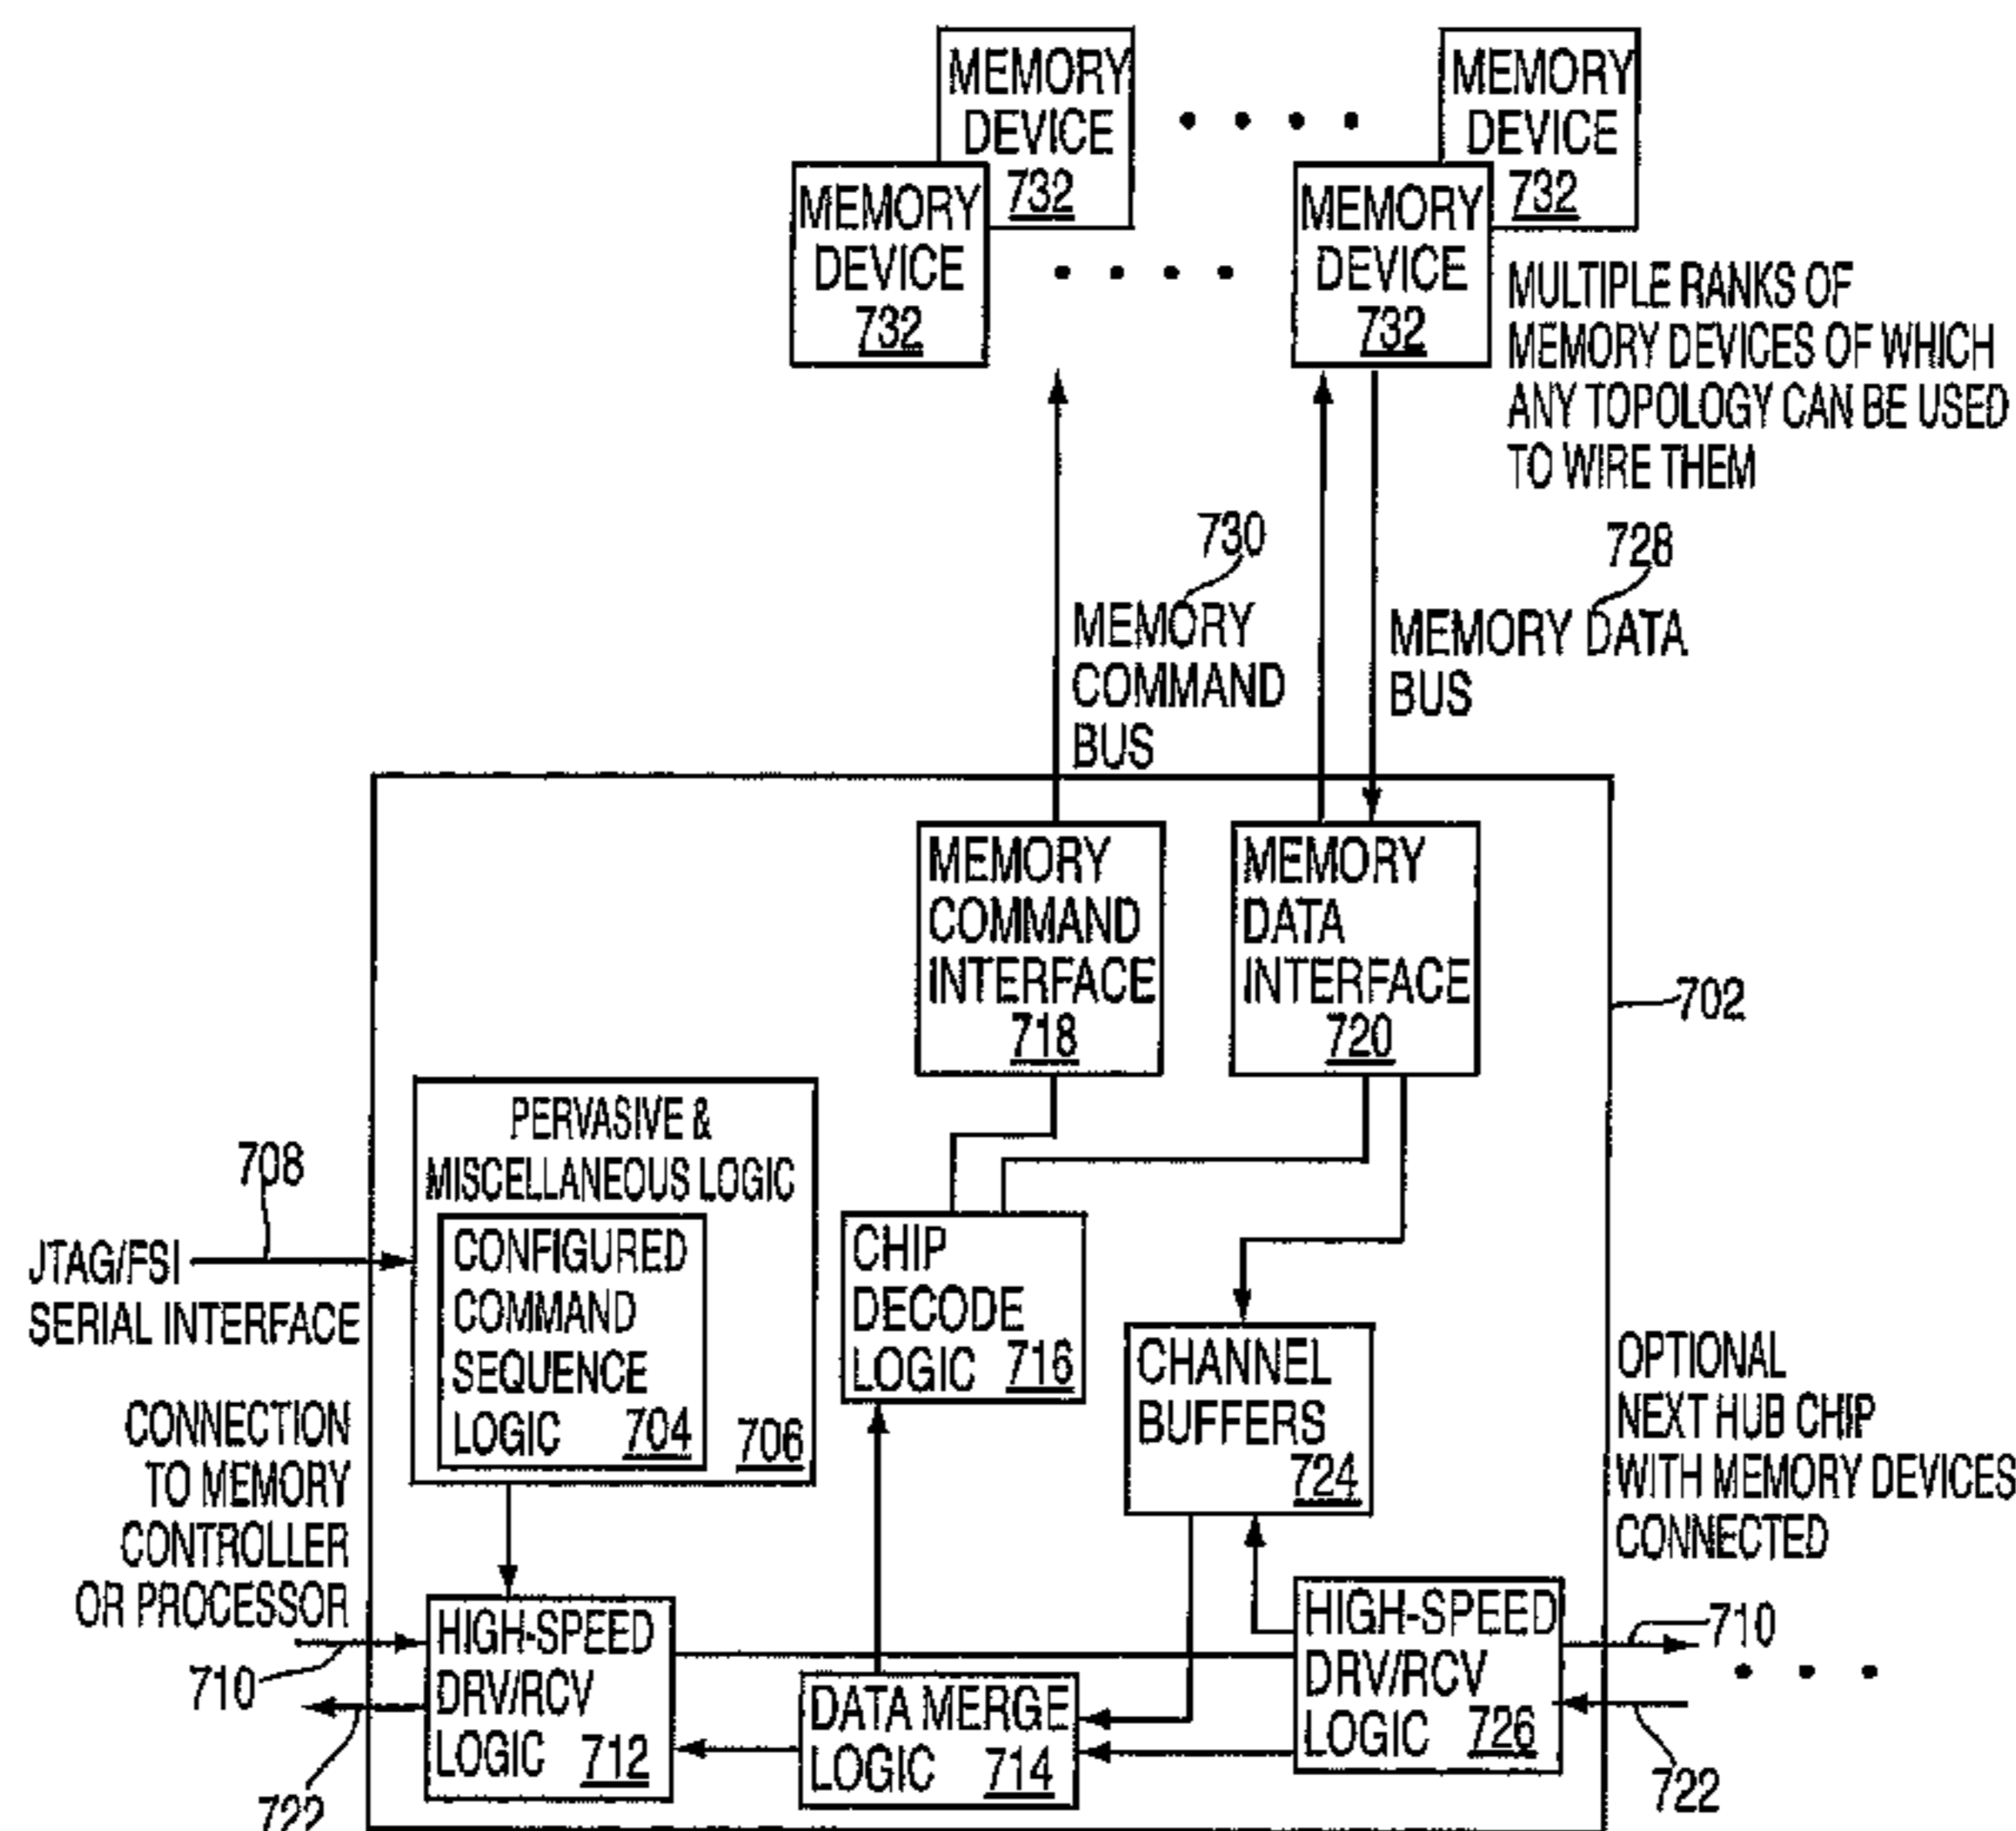 MEMORY
DEVICE
732
MEMORY
DEVICE
732
MEMORY
DEVICE
732
MEMORY
DEVICE
732
MULTIPLE RANKS OF
MEMORY DEVICES OF WHICH
ANY TOPOLOGY CAN BE USED
TO WIRE THEM
730
728
MEMORY
COMMAND
BUS
MEMORY DATA
BUS
MEMORY
COMMAND
INTERFACE
718
MEMORY
DATA
INTERFACE
720
702
PERVASIVE &
MISCELLANEOUS LOGIC
708
JTAG/FSI
SERIAL INTERFACE
CONFIGURED
COMMAND
SEQUENCE
LOGIC 704
706
CHIP
DECODE
LOGIC 716
CHANNEL
BUFFERS
724
OPTIONAL
NEXT HUB CHIP
WITH MEMORY DEVICES
CONNECTED
CONNECTION
TO MEMORY
CONTROLLER
OR PROCESSOR
710
722
HIGH-SPEED
DRV/RCV
LOGIC 712
DATA MERGE
LOGIC 714
HIGH-SPEED
DRV/RCV
LOGIC 726
710
722